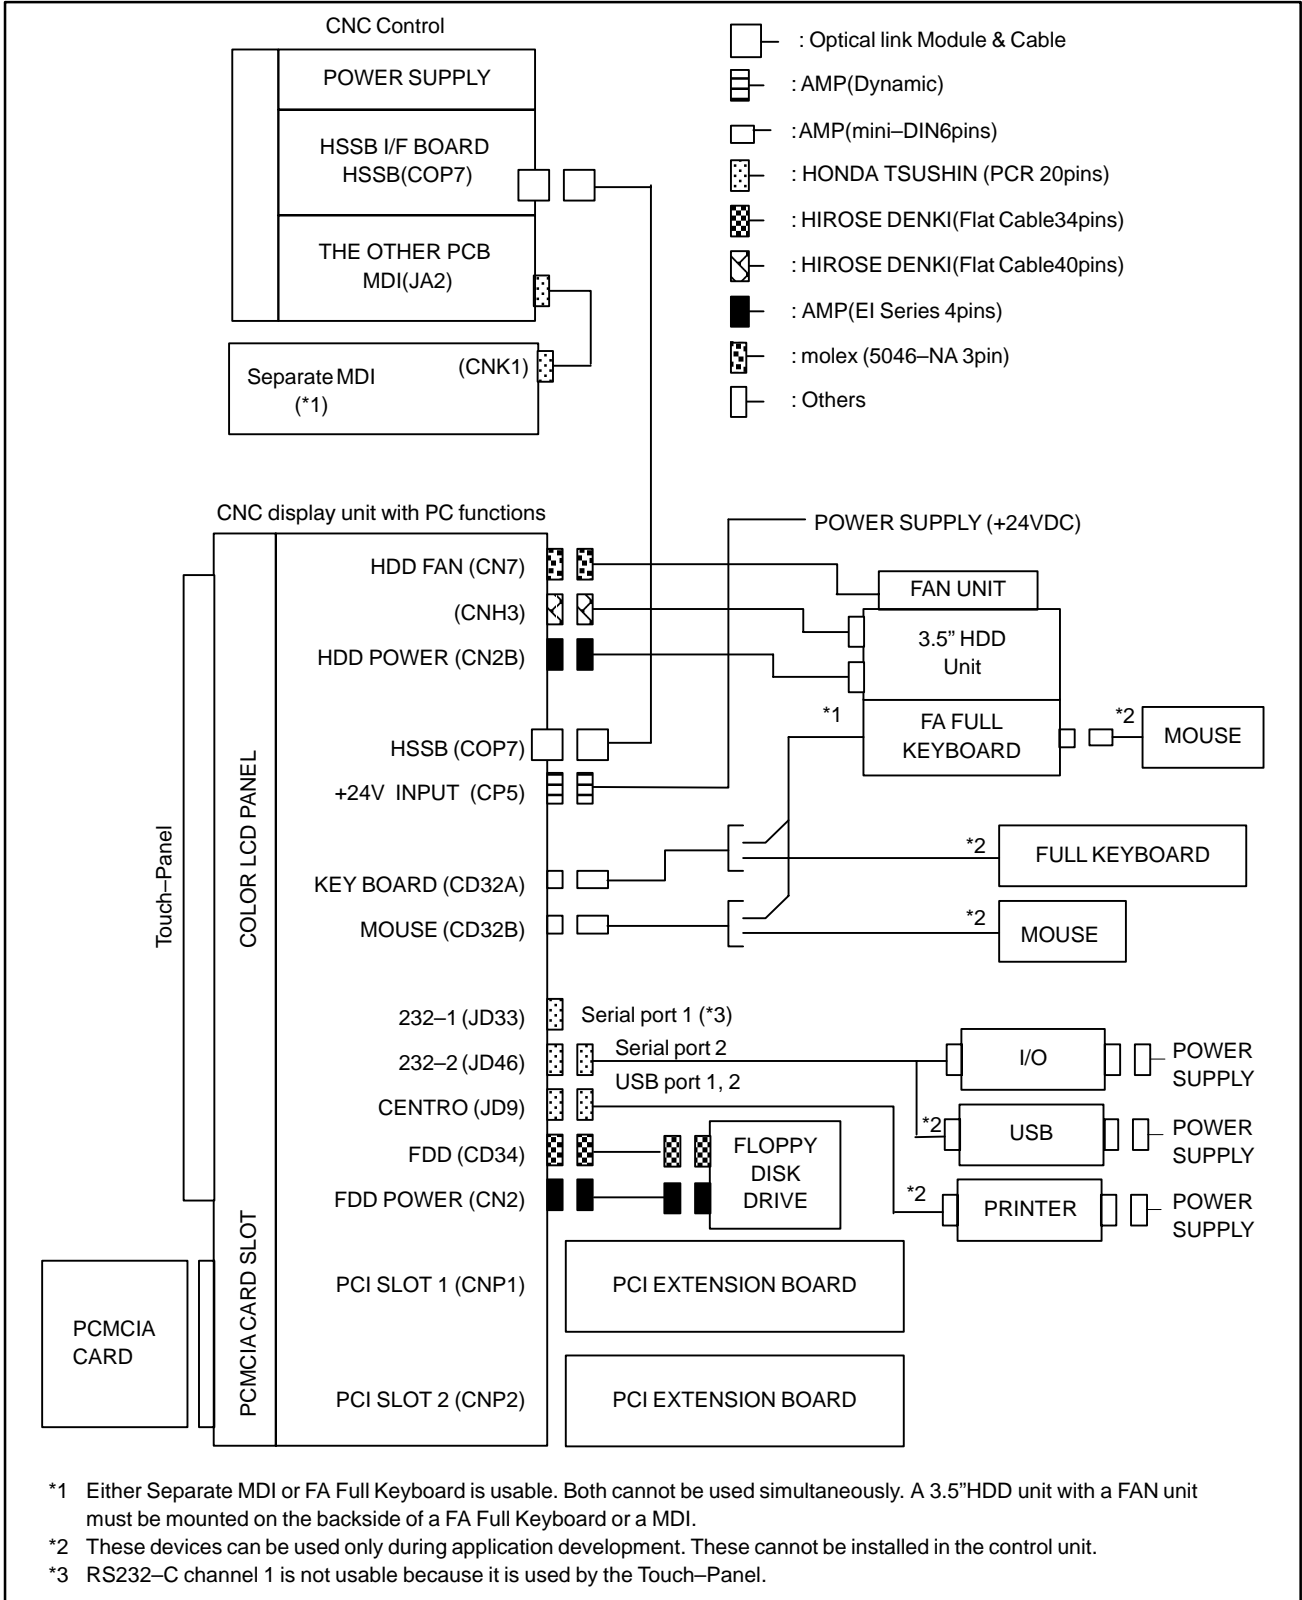 CNC Control
POWER SUPPLY
HSSB I/F BOARD
HSSB(COP7)
THE OTHER PCB
MDI(JA2)
Separate MDI
(*1)
(CNK1)
: Optical link Module & Cable
: AMP(Dynamic)
: AMP(mini–DIN6pins)
: HONDA TSUSHIN (PCR 20pins)
: HIROSE DENKI(Flat Cable34pins)
: HIROSE DENKI(Flat Cable40pins)
: AMP(EI Series 4pins)
: molex (5046–NA 3pin)
: Others
CNC display unit with PC functions
POWER SUPPLY (+24VDC)
Touch–Panel
COLOR LCD PANEL
PCMCIA CARD SLOT
PCMCIA
CARD
HDD FAN (CN7)
(CNH3)
HDD POWER (CN2B)
HSSB (COP7)
+24V INPUT (CP5)
KEY BOARD (CD32A)
MOUSE (CD32B)
232–1 (JD33)
232–2 (JD46)
CENTRO (JD9)
FDD (CD34)
FDD POWER (CN2)
PCI SLOT 1 (CNP1)
PCI SLOT 2 (CNP2)
FAN UNIT
3.5” HDD
Unit
*1
FA FULL
KEYBOARD
*2
MOUSE
*2
FULL KEYBOARD
*2
MOUSE
Serial port 1 (*3)
Serial port 2
USB port 1, 2
I/O
POWER
SUPPLY
*2
USB
POWER
SUPPLY
*2
PRINTER
POWER
SUPPLY
FLOPPY
DISK
DRIVE
PCI EXTENSION BOARD
PCI EXTENSION BOARD
*1 Either Separate MDI or FA Full Keyboard is usable. Both cannot be used simultaneously. A 3.5”HDD unit with a FAN unit
must be mounted on the backside of a FA Full Keyboard or a MDI.
*2 These devices can be used only during application development. These cannot be installed in the control unit.
*3 RS232–C channel 1 is not usable because it is used by the Touch–Panel.